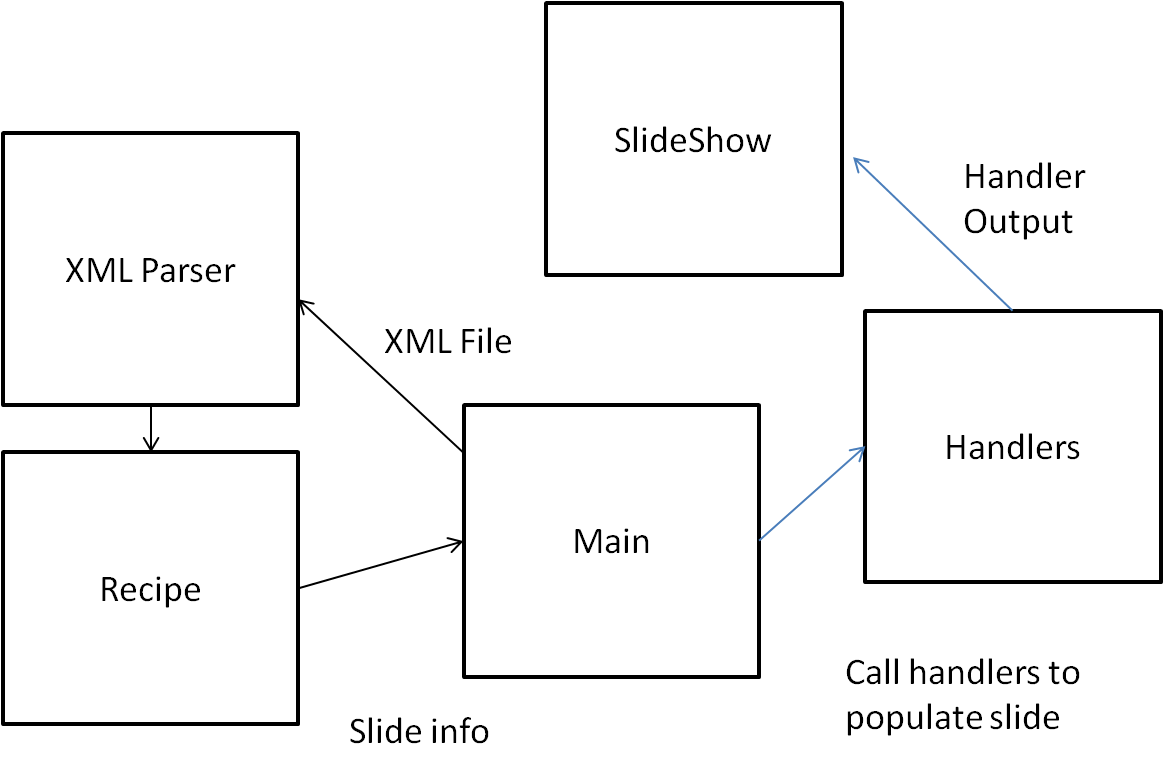 SlideShow
Handler
Output
XML Parser
XML File
Handlers
Main
Recipe
Call handlers to
populate slide
Slide info